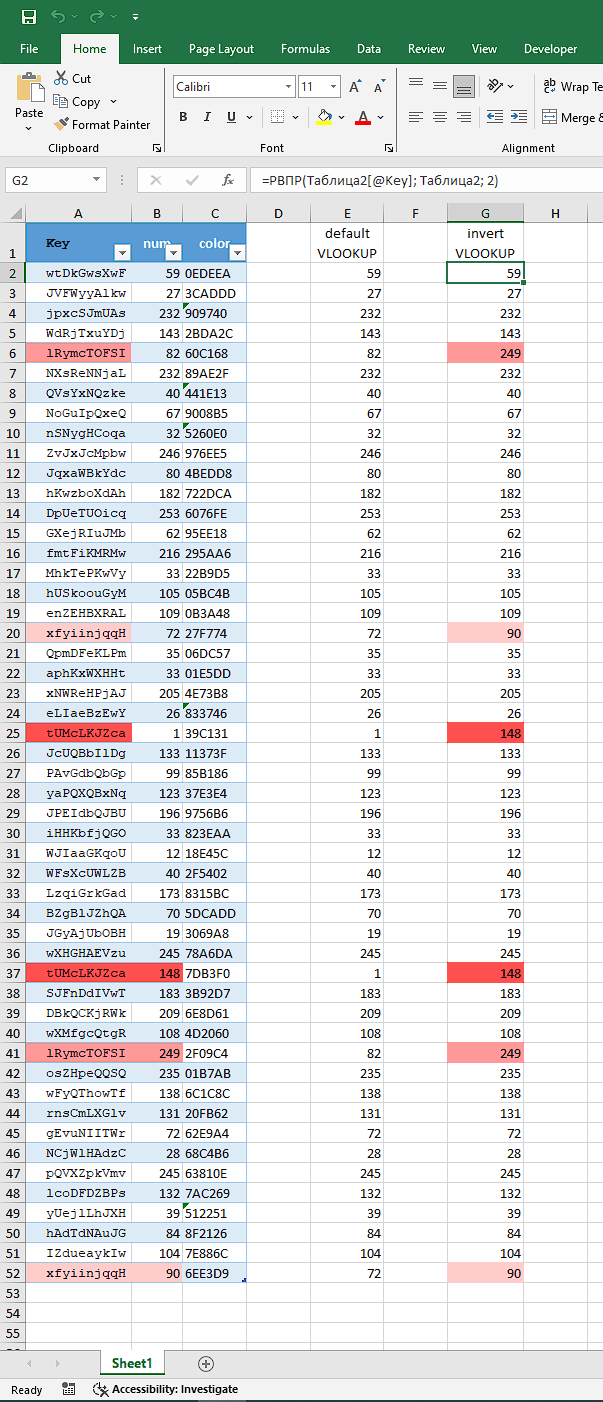 File Home Insert Page Layout Formulas Data Review View Developer
Paste Cut Copy Format Painter
Calibri 11 A A
B I U A
ab Wrap Te
Merge &
Clipboard Font Alignment
G2 fx =РВПР(Таблица2[@Key]; Таблица2; 2)
A B C D E F G H
1 Key num color default VLOOKUP invert VLOOKUP
2 wtDkGwsXwF 59 0EDEEA 59 59
3 JVFWyyAlkw 27 3CADDD 27 27
4 jpxcSJmUAs 232 909740 232 232
5 WdRjTxuYDj 143 2BDA2C 143 143
6 lRymcTOFSI 82 60C168 82 249
7 NXsReNNjaL 232 89AE2F 232 232
8 QVsYxNQzke 40 441E13 40 40
9 NoGuIpQxeQ 67 9008B5 67 67
10 nSNygHCoqa 32 5260E0 32 32
11 ZvJxJcMpbw 246 976EE5 246 246
12 JqxaWBkYdc 80 4BEDD8 80 80
13 hKwzboXdAh 182 722DCA 182 182
14 DpUeTUOicq 253 6076FE 253 253
15 GXejRIuJMb 62 95EE18 62 62
16 fmtFiKMRMw 216 295AA6 216 216
17 MhkTePKwVy 33 22B9D5 33 33
18 hUSkoouGyM 105 05BC4B 105 105
19 enZEHBXRAL 109 0B3A48 109 109
20 xfyiinjqqH 72 27F774 72 90
21 QpmDFeKLPm 35 06DC57 35 35
22 aphKxWXHHt 33 01E5DD 33 33
23 xNWReHPjAJ 205 4E73B8 205 205
24 eLIaeBzEwY 26 833746 26 26
25 tUMcLKJZca 1 39C131 1 148
26 JcUQBbIlDg 133 11373F 133 133
27 PAvGdbQbGp 99 85B186 99 99
28 yaPQXQBxNq 123 37E3E4 123 123
29 JPEIdbQJBU 196 9756B6 196 196
30 iHHKbfjQGO 33 823EAA 33 33
31 WJIaaGKqoU 12 18E45C 12 12
32 WFsXcUWLZB 40 2F5402 40 40
33 LzqiGrkGad 173 8315BC 173 173
34 BZgBlJZhQA 70 5DCADD 70 70
35 JGyAjUbOBH 19 3069A8 19 19
36 wXHGHAEVzu 245 78A6DA 245 245
37 tUMcLKJZca 148 7DB3F0 1 148
38 SJFnDdIVwT 183 3B92D7 183 183
39 DBkQCKjRWk 209 6E8D61 209 209
40 wXMfgcQtgR 108 4D2060 108 108
41 lRymcTOFSI 249 2F09C4 82 249
42 osZHpeQQSQ 235 01B7AB 235 235
43 wFyQThowTf 138 6C1C8C 138 138
44 rnsCmLXGlv 131 20FB62 131 131
45 gEvuNIITWr 72 62E9A4 72 72
46 NCjWlHAdzC 28 68C4B6 28 28
47 pQVXZpkVmv 245 63810E 245 245
48 lcoDFDZBPs 132 7AC269 132 132
49 yUejlLhJXH 39 512251 39 39
50 hAdTdNAuJG 84 8F2126 84 84
51 IZdueaykIw 104 7E886C 104 104
52 xfyiinjqqH 90 6EE3D9 72 90
53
54
55
Sheet1
Ready Accessibility: Investigate